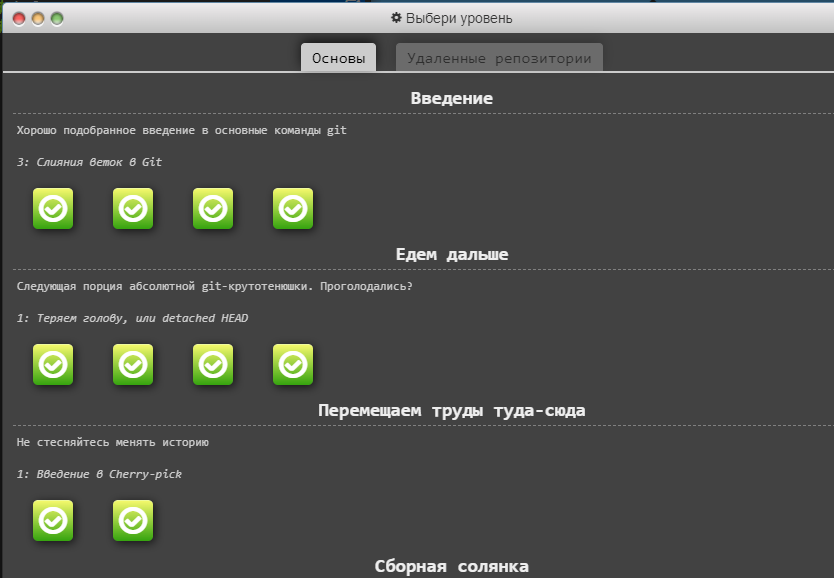 Выбери уровень
Основы
Удаленные репозитории
Введение
Хорошо подобранное введение в основные команды git
3: Слияния веток в Git
Едем дальше
Следующая порция абсолютной git-крутотенюшки. Проголодались?
1: Теряем голову, или detached HEAD
Перемещаем труды туда-сюда
Не стесняйтесь менять историю
1: Введение в Cherry-pick
Сборная солянка